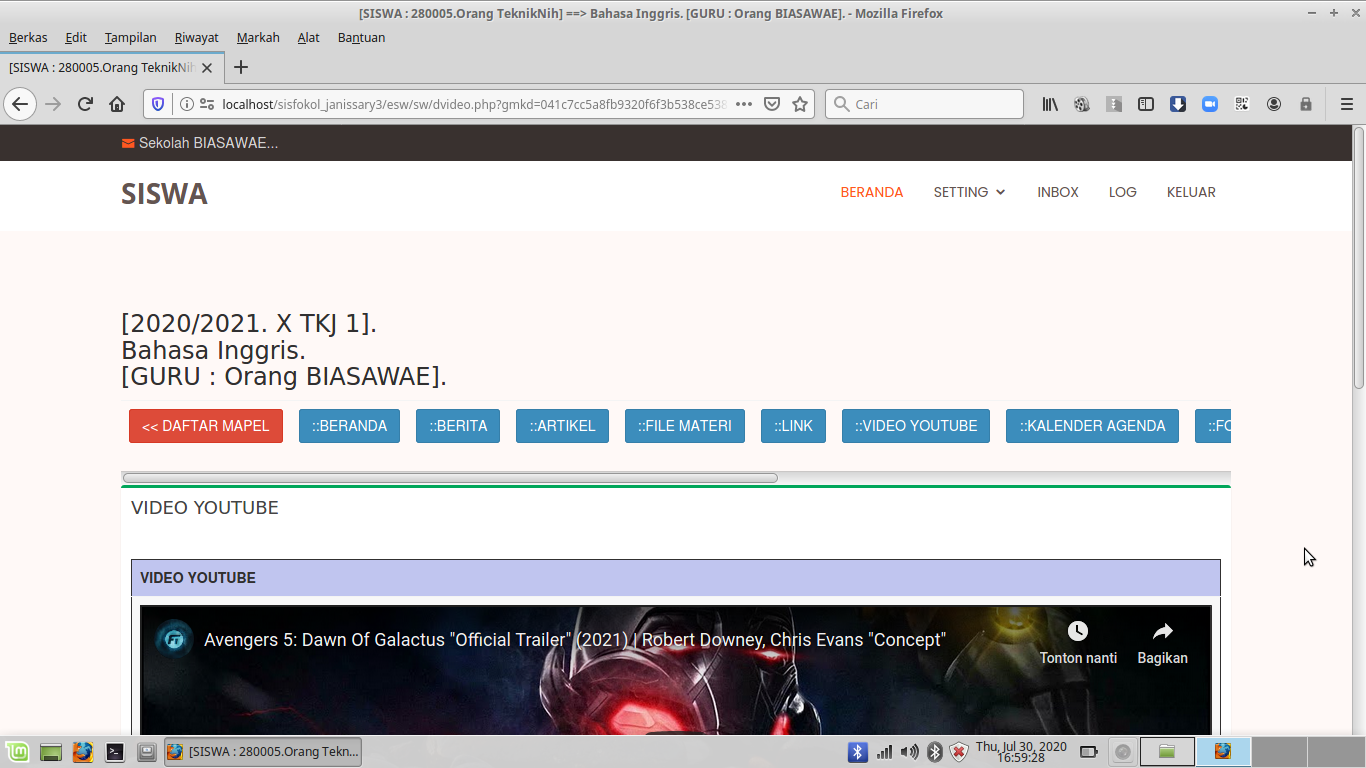 [SISWA : 280005.Orang TeknikNih] ==> Bahasa Inggris. [GURU : Orang BIASAWAE]. - Mozilla Firefox
Berkas Edit Tampilan Riwayat Markah Alat Bantuan
[SISWA : 280005.Orang TeknikNih
localhost/sisfokol_janissary3/esw/sw/dvideo.php?gmkd=041c7cc5a8fb9320f6f3b538ce538 Cari
Sekolah BIASAWAE...
SISWA BERANDA SETTING INBOX LOG KELUAR
[2020/2021. X TKJ 1].
Bahasa Inggris.
[GURU : Orang BIASAWAE].
<< DAFTAR MAPEL ::BERANDA ::BERITA ::ARTIKEL ::FILE MATERI ::LINK ::VIDEO YOUTUBE ::KALENDER AGENDA ::FO
VIDEO YOUTUBE
VIDEO YOUTUBE
Avengers 5: Dawn Of Galactus "Official Trailer" (2021) | Robert Downey, Chris Evans "Concept"
Tonton nanti Bagikan
[SISWA : 280005.Orang Tekn... Thu, Jul 30, 2020
16:59:28